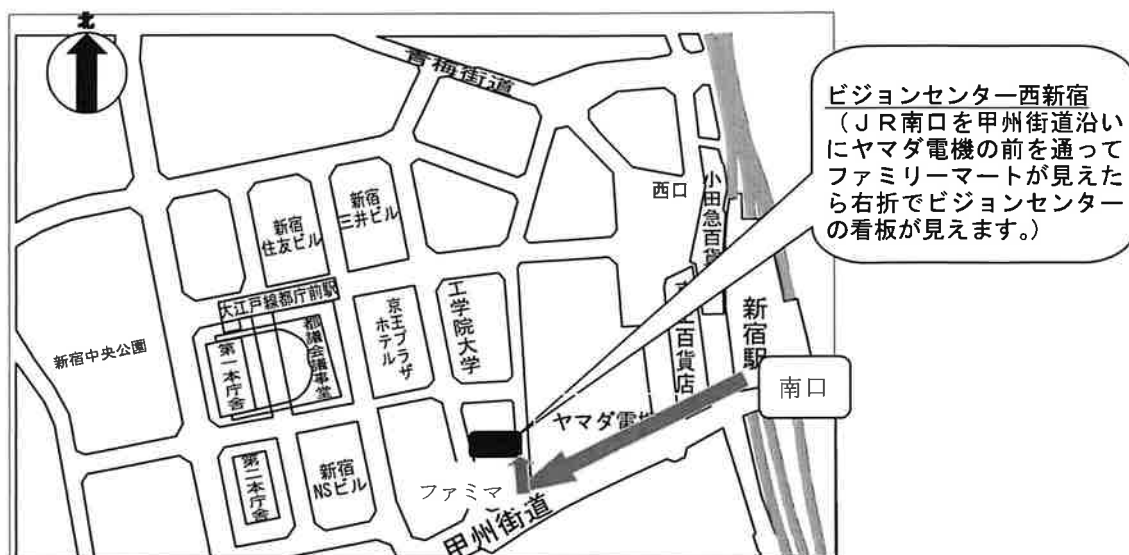 北
青梅街道
ビジョンセンター西新宿
（ＪＲ南口を甲州街道沿い
にヤマダ電機の前を通って
ファミリーマートが見えた
ら右折でビジョンセンター
の看板が見えます。）
西口
小田急百貨
新宿
三井ビル
新宿
住友ビル
大江戸線都庁前駅
工学院大学
京王プラザ
ホテル
都議会議事堂
第一本庁舎
新宿中央公園
百貨店
新宿駅
南口
ヤマダ電
新宿
NSビル
第二本庁舎
ファミマ
甲州街道